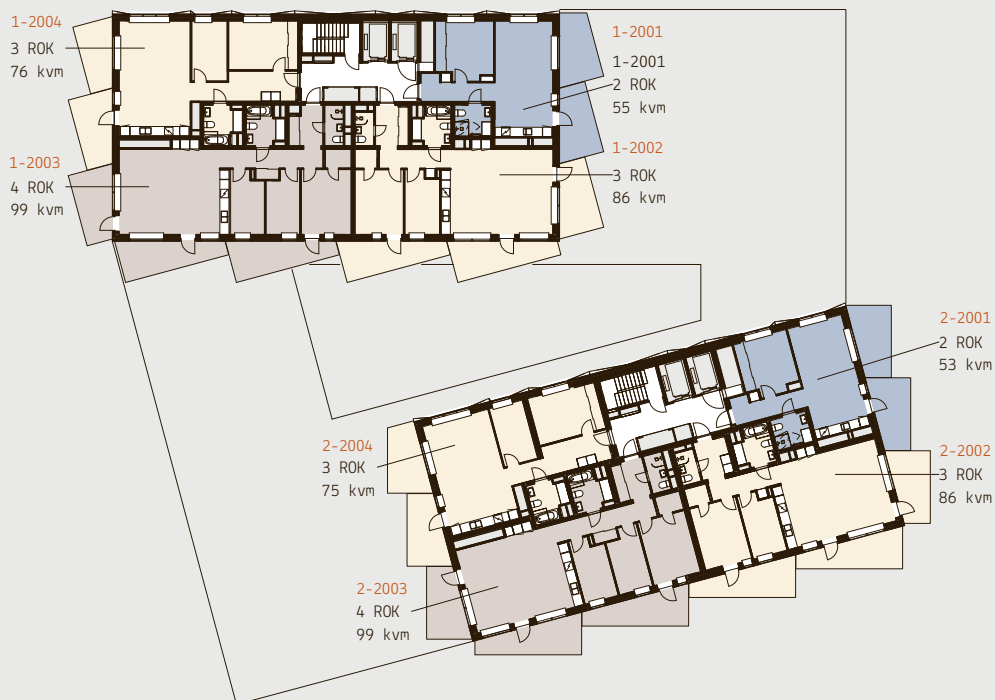 1-2004
3 ROK
76 kvm
1-2001
1-2001
2 ROK
55 kvm
1-2003
4 ROK
99 kvm
1-2002
3 ROK
86 kvm
2-2001
2 ROK
53 kvm
2-2004
3 ROK
75 kvm
2-2002
3 ROK
86 kvm
2-2003
4 ROK
99 kvm